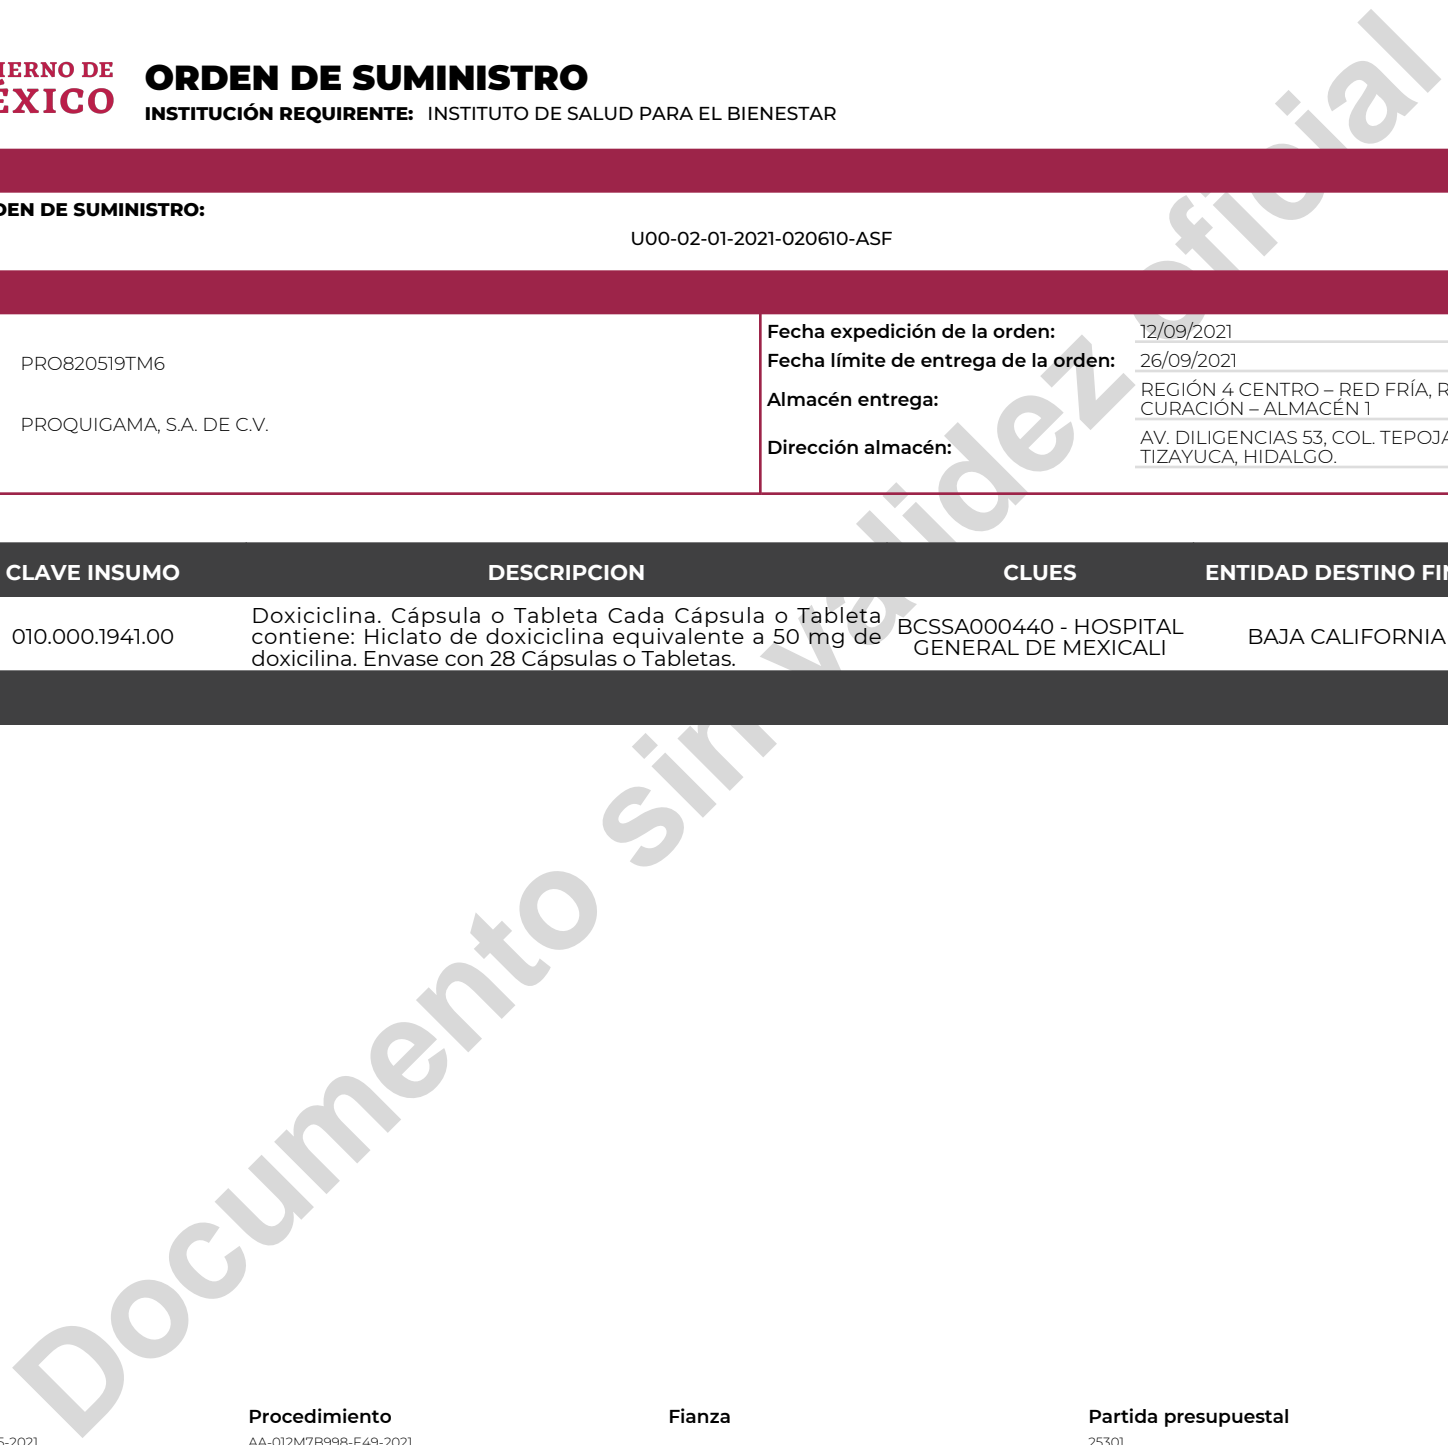 DE
ORDEN DE SUMINISTRO
INSTITUCIÓN REQUIRENTE: INSTITUTO DE SALUD PARA EL BIENESTAR
DE SUMINISTRO:
U00-02-01-2021-020610-ASF
PRO820519TM6
PROQUIGAMA, S.A. DE C.V.
Fecha expedición de la orden: 12/09/2021
Fecha límite de entrega de la orden: 26/09/2021
Almacén entrega: REGIÓN 4 CENTRO – RED FRÍA,
CURACIÓN – ALMACÉN 1
Dirección almacén: AV. DILIGENCIAS 53, COL.
TIZAYUCA, HIDALGO.
CLAVE INSUMO DESCRIPCION CLUES ENTIDAD DESTINO
010.000.1941.00
Doxiciclina. Cápsula o Tableta Cada Cápsula o Tableta
contiene: Hiclato de doxiciclina equivalente a 50 mg de
doxicilina. Envase con 28 Cápsulas o Tabletas.
BCSSA000440 - HOSPITAL
GENERAL DE MEXICALI
BAJA CALIFORNIA
Documento sin validez oficial
Procedimiento Fianza Partida presupuestal